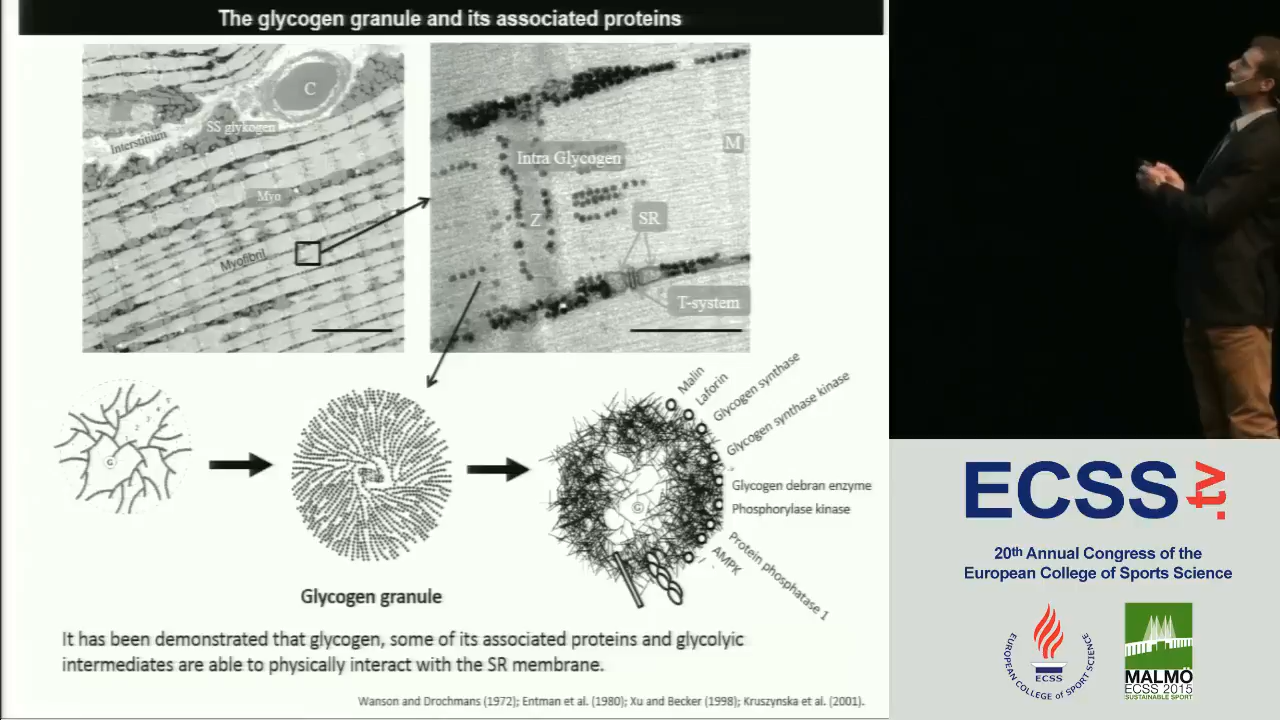 The glycogen granule and its associated proteins
C
SS glykogen
Interstitium
Myo
Myofibril
M
Intra Glycogen
Z
SR
T-system
Malin
Laforin
Glycogen synthase
Glycogen synthase kinase
Glycogen debran enzyme
Phosphorylase kinase
Protein phosphatase 1
AMPK
G
G
Glycogen granule
It has been demonstrated that glycogen, some of its associated proteins and glycolyic
intermediates are able to physically interact with the SR membrane.
Wanson and Drochmans (1972); Entman et al. (1980); Xu and Becker (1998); Kruszynska et al. (2001).
ECSS.tv
20th Annual Congress of the
European College of Sports Science
EUROPEAN COLLEGE OF SPORT SCIENCE
ECSS
MALMÖ
ECSS 2015
SUSTAINABLE SPORT